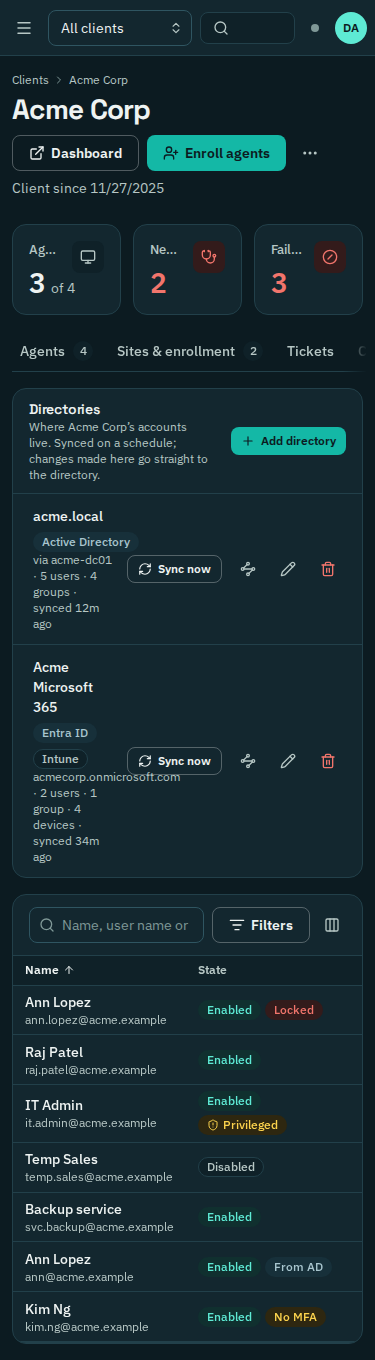 All clients
DA
Clients > Acme Corp
Acme Corp
Dashboard
Enroll agents
Client since 11/27/2025
Ag...
3 of 4
Ne...
2
Fail...
3
Agents 4
Sites & enrollment 2
Tickets
Directories
Where Acme Corp's accounts
live. Synced on a schedule;
changes made here go straight to
the directory.
Add directory
acme.local
Active Directory
via acme-dc01
· 5 users · 4
groups ·
synced 12m
ago
Sync now
Acme
Microsoft
365
Entra ID
Intune
acmecorp.onmicrosoft.com
· 2 users · 1
group · 4
devices ·
synced 34m
ago
Sync now
Name, user name or
Filters
Name ↑ State
Ann Lopez
ann.lopez@acme.example
Enabled Locked
Raj Patel
raj.patel@acme.example
Enabled
IT Admin
it.admin@acme.example
Enabled
Privileged
Temp Sales
temp.sales@acme.example
Disabled
Backup service
svc.backup@acme.example
Enabled
Ann Lopez
ann@acme.example
Enabled From AD
Kim Ng
kim.ng@acme.example
Enabled No MFA